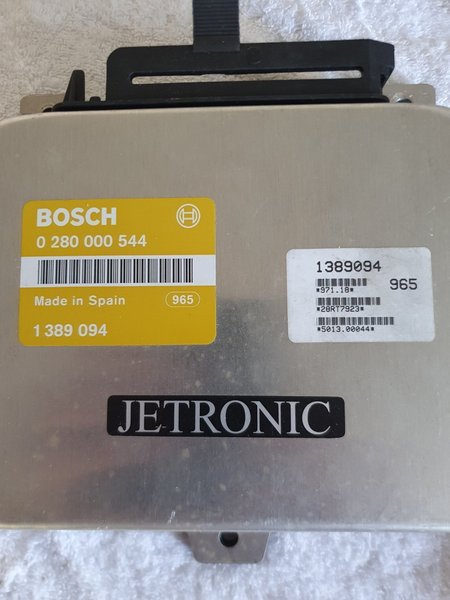 BOSCH
0 280 000 544
Made in Spain 965
1 389 094
1389094
*971.18* 965
*28RT7923*
*5013.00044*
JETRONIC